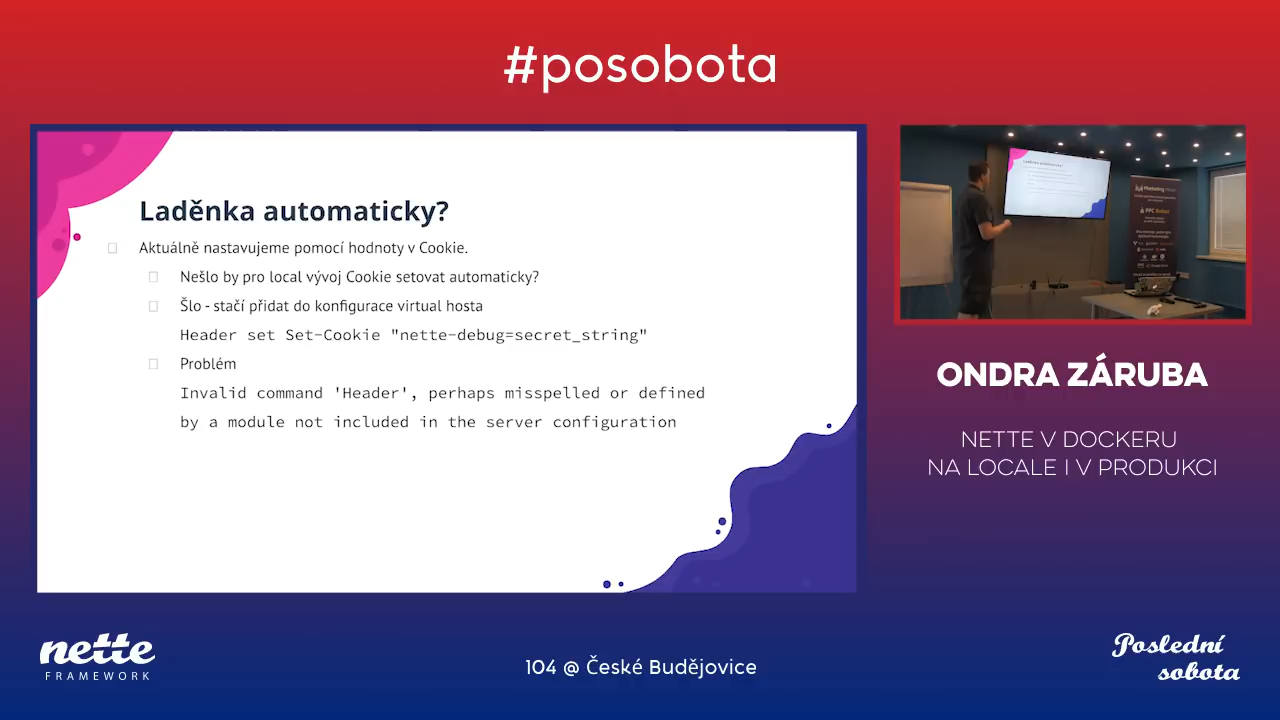 #posobota
Laděnka automaticky?
Aktuálně nastavujeme pomocí hodnoty v Cookie.
Nešlo by pro local vývoj Cookie setovat automaticky?
Šlo - stačí přidat do konfigurace virtual hosta
Header set Set-Cookie "nette-debug=secret_string"
Problém
Invalid command 'Header', perhaps misspelled or defined
by a module not included in the server configuration
ONDRA ZÁRUBA
NETTE V DOCKERU
NA LOCALE I V PRODUKCI
nette
FRAMEWORK
104 @ České Budějovice
Poslední
sobota